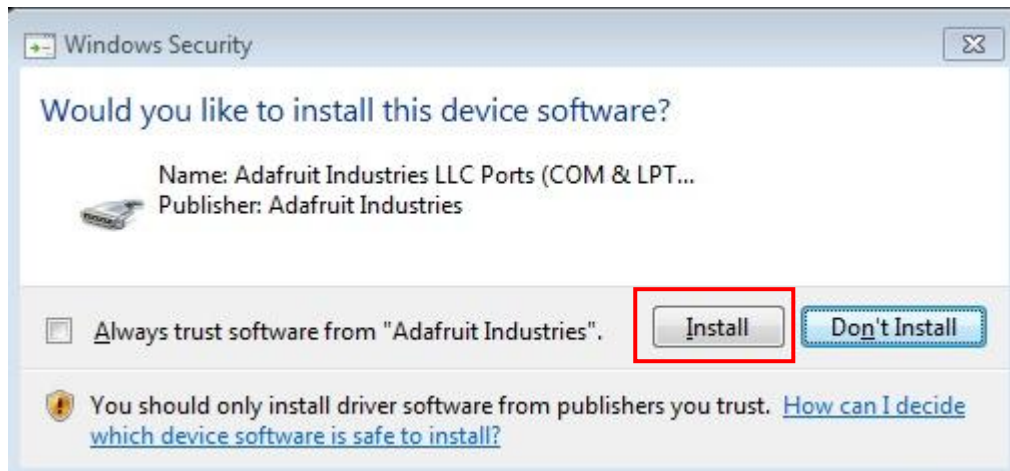 Windows Security
Would you like to install this device software?
Name: Adafruit Industries LLC Ports (COM & LPT...
Publisher: Adafruit Industries
Always trust software from "Adafruit Industries".
Install
Don't Install
You should only install driver software from publishers you trust. How can I decide
which device software is safe to install?